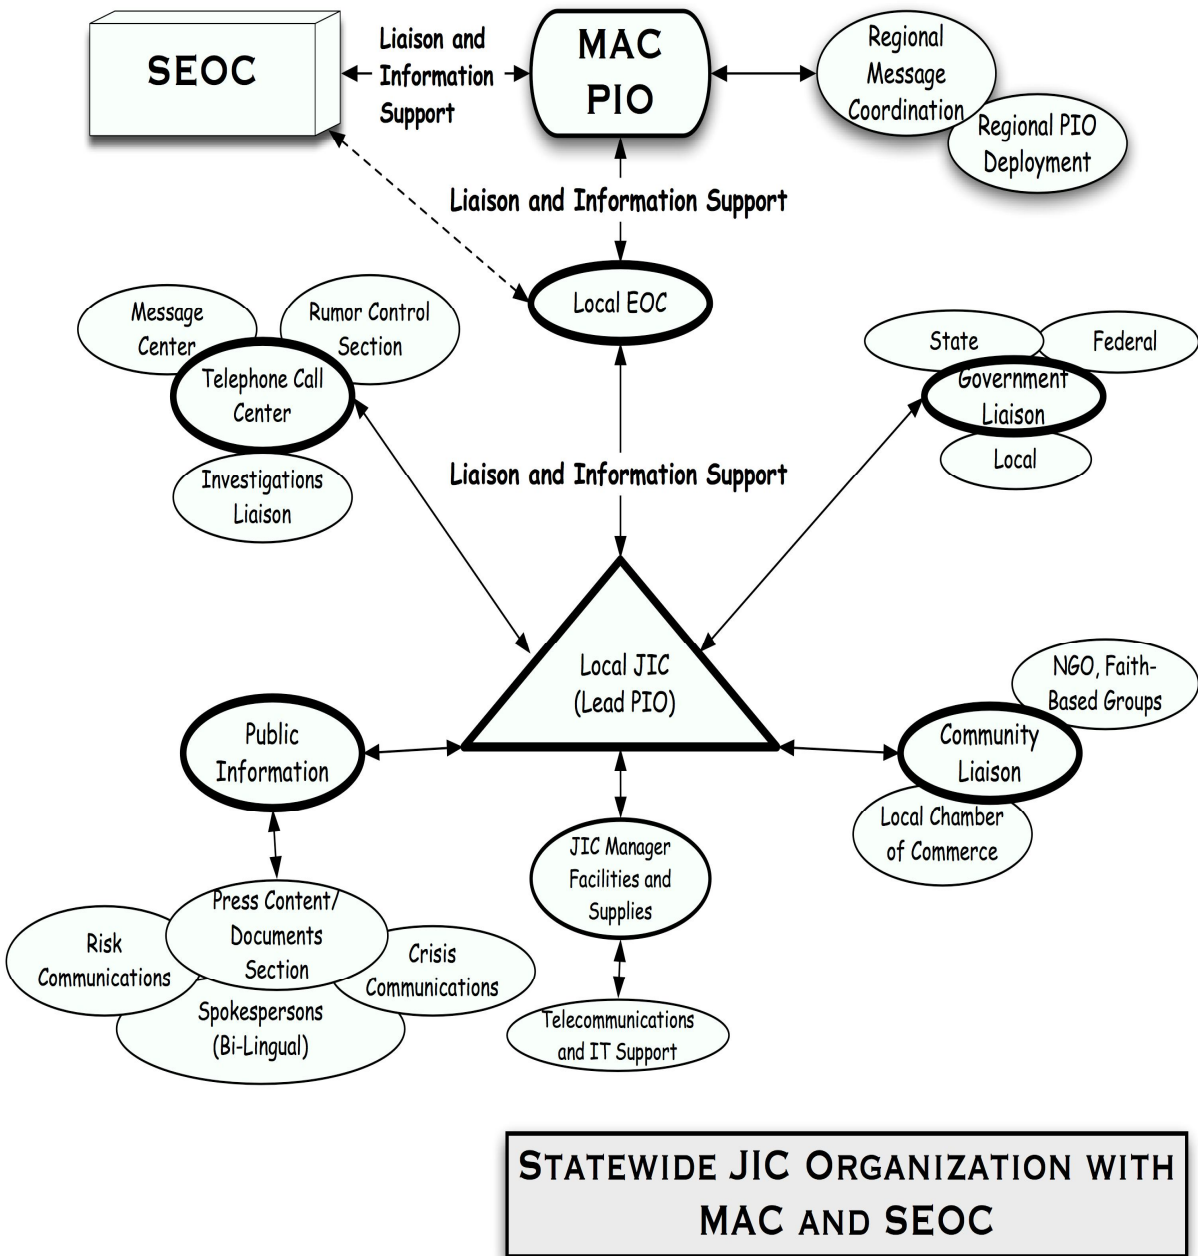 SEOC
Liaison and
Information
Support
MAC
PIO
Regional
Message
Coordination
Regional PIO
Deployment
Liaison and Information Support
Local EOC
Message
Center
Rumor Control
Section
Telephone Call
Center
Investigations
Liaison
State
Federal
Government
Liaison
Local
Liaison and Information Support
Local JIC
(Lead PIO)
NGO, Faith-
Based Groups
Community
Liaison
Local Chamber
of Commerce
Public
Information
JIC Manager
Facilities and
Supplies
Press Content/
Documents
Section
Risk
Communications
Crisis
Communications
Spokespersons
(Bi-Lingual)
Telecommunications
and IT Support
STATEWIDE JIC ORGANIZATION WITH
MAC AND SEOC